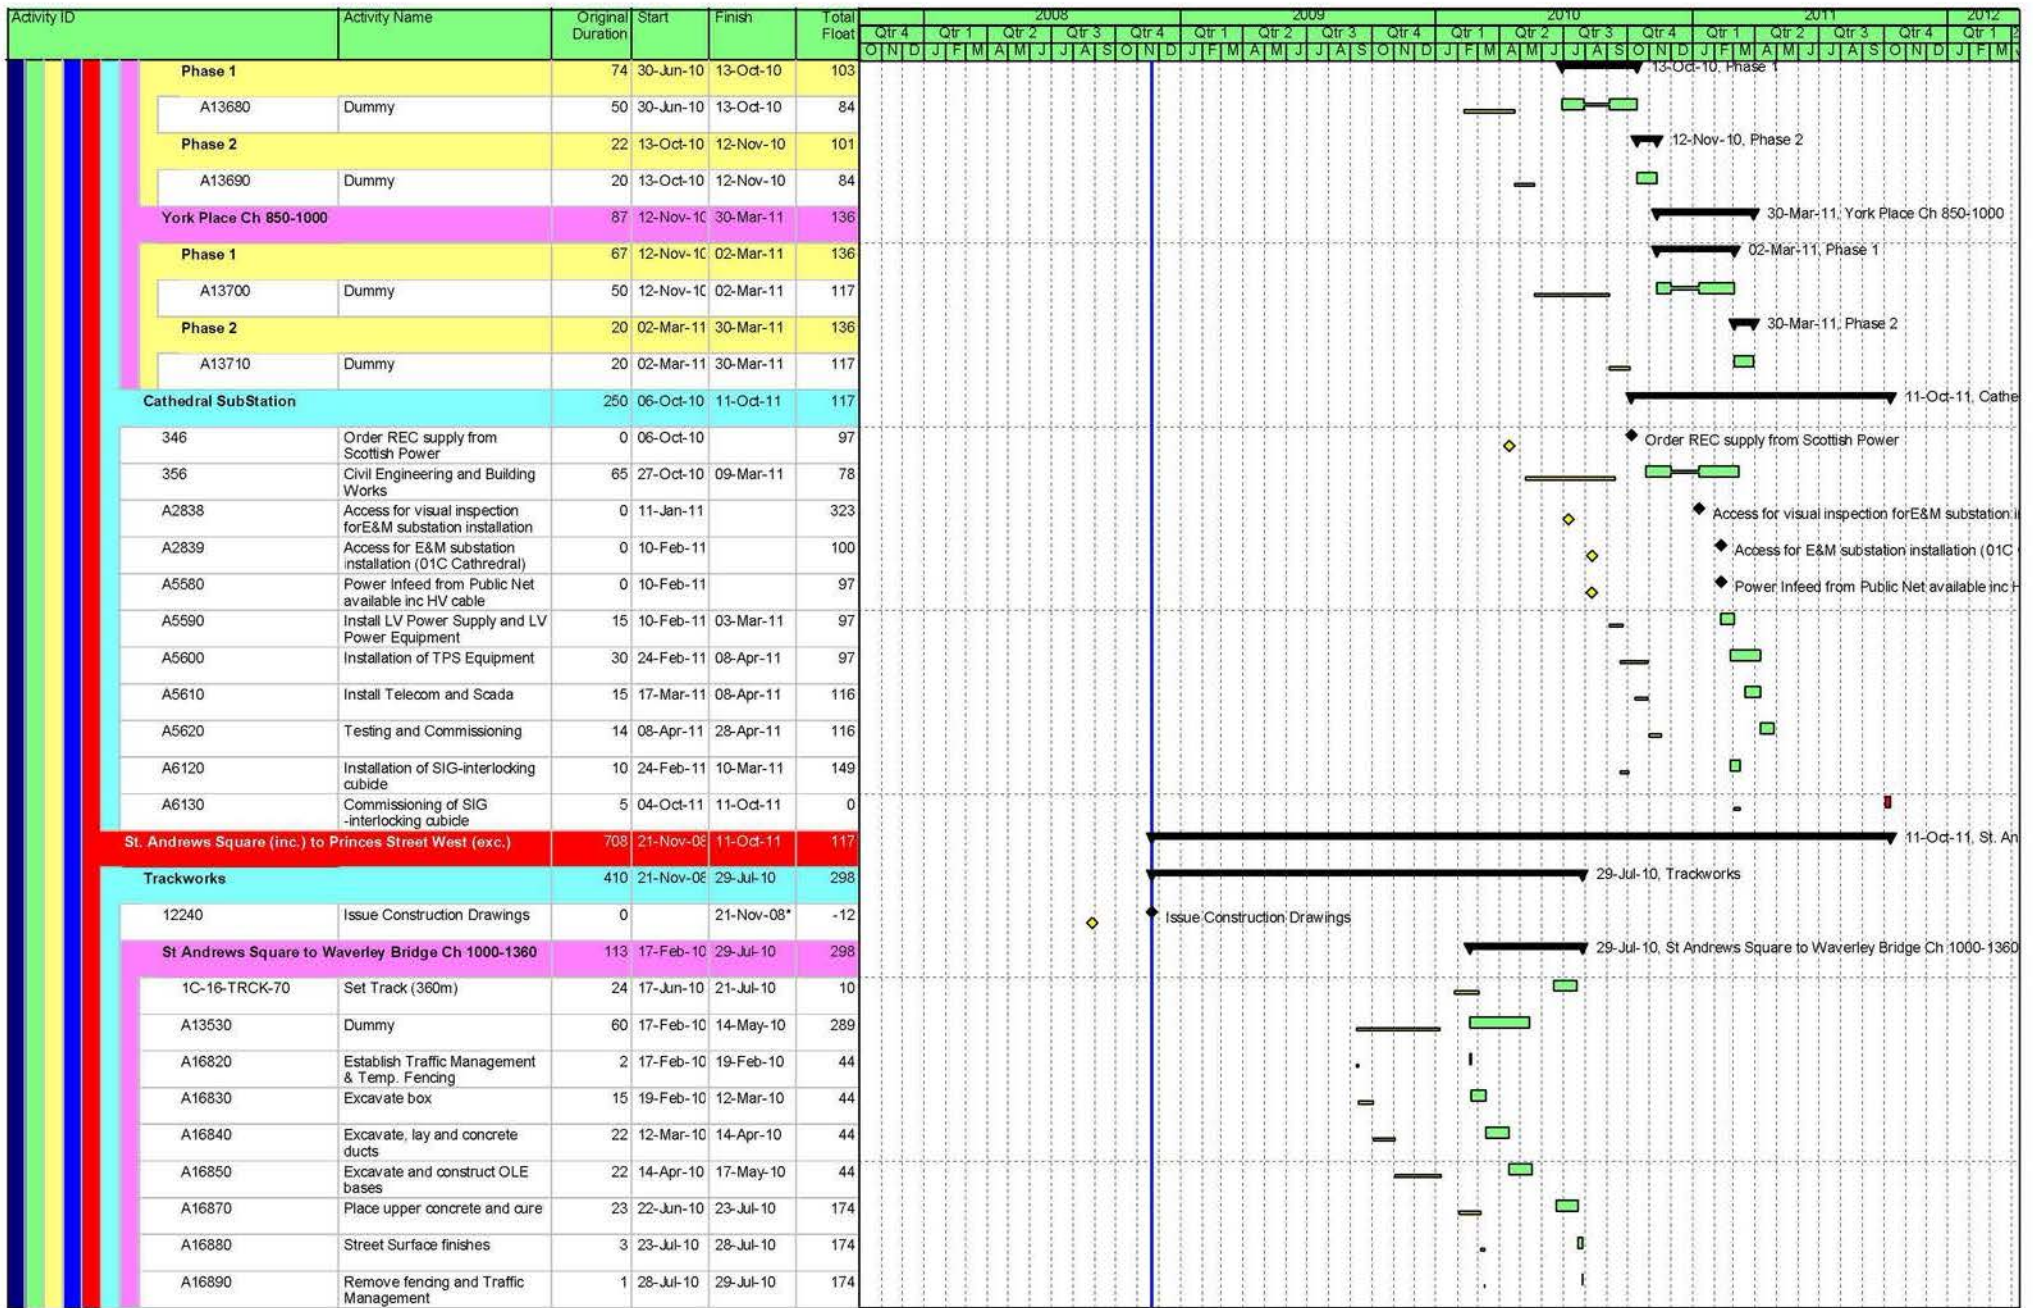 Activity ID Activity Name Original Start Finish Total 2008 2009 2010 2011 2012
Duration Float Qtr 4 Qtr 1 Qtr 2 Qtr 3 Qtr 4 Qtr 1 Qtr 2 Qtr 3 Qtr 4 Qtr 1 Qtr 2 Qtr 3 Qtr 4 Qtr 1 Qtr 2 Qtr 3 Qtr 4 Qtr 1
O N D J F M A M J J A S O N D J F M A M J J A S O N D J F M A M J J A S O N D J F M A M J J A S O N D J F M
Phase 1 74 30-Jun-10 13-Oct-10 103 13-Oct-10, Phase 1
A13680 Dummy 50 30-Jun-10 13-Oct-10 84
Phase 2 22 13-Oct-10 12-Nov-10 101 12-Nov-10, Phase 2
A13690 Dummy 20 13-Oct-10 12-Nov-10 84
York Place Ch 850-1000 87 12-Nov-10 30-Mar-11 136 30-Mar-11, York Place Ch 850-1000
Phase 1 67 12-Nov-10 02-Mar-11 136 02-Mar-11, Phase 1
A13700 Dummy 50 12-Nov-10 02-Mar-11 117
Phase 2 20 02-Mar-11 30-Mar-11 136 30-Mar-11, Phase 2
A13710 Dummy 20 02-Mar-11 30-Mar-11 117
Cathedral SubStation 250 06-Oct-10 11-Oct-11 117 11-Oct-11, Cathe
346 Order REC supply from 0 06-Oct-10 97 Order REC supply from Scottish Power
Scottish Power
356 Civil Engineering and Building 65 27-Oct-10 09-Mar-11 78
Works
A2838 Access for visual inspection 0 11-Jan-11 323 Access for visual inspection forE&M substation i
forE&M substation installation
A2839 Access for E&M substation 0 10-Feb-11 100 Access for E&M substation installation (01C
installation (01C Cathredral)
A5580 Power Infeed from Public Net 0 10-Feb-11 97 Power Infeed from Public Net available inc H
available inc HV cable
A5590 Install LV Power Supply and LV 15 10-Feb-11 03-Mar-11 97
Power Equipment
A5600 Installation of TPS Equipment 30 24-Feb-11 08-Apr-11 97
A5610 Install Telecom and Scada 15 17-Mar-11 08-Apr-11 116
A5620 Testing and Commissioning 14 08-Apr-11 28-Apr-11 116
A6120 Installation of SIG-interlocking 10 24-Feb-11 10-Mar-11 149
cubicle
A6130 Commissioning of SIG 5 04-Oct-11 11-Oct-11 0
-interlocking cubicle
St. Andrews Square (inc.) to Princes Street West (exc.) 708 21-Nov-08 11-Oct-11 117 11-Oct-11, St. An
Trackworks 410 21-Nov-08 29-Jul-10 298 29-Jul-10, Trackworks
12240 Issue Construction Drawings 0 21-Nov-08* -12 Issue Construction Drawings
St Andrews Square to Waverley Bridge Ch 1000-1360 113 17-Feb-10 29-Jul-10 298 29-Jul-10, St Andrews Square to Waverley Bridge Ch 1000-1360
1C-16-TRCK-70 Set Track (360m) 24 17-Jun-10 21-Jul-10 10
A13530 Dummy 60 17-Feb-10 14-May-10 289
A16820 Establish Traffic Management 2 17-Feb-10 19-Feb-10 44
& Temp. Fencing
A16830 Excavate box 15 19-Feb-10 12-Mar-10 44
A16840 Excavate, lay and concrete 22 12-Mar-10 14-Apr-10 44
ducts
A16850 Excavate and construct OLE 22 14-Apr-10 17-May-10 44
bases
A16870 Place upper concrete and cure 23 22-Jun-10 23-Jul-10 174
A16880 Street Surface finishes 3 23-Jul-10 28-Jul-10 174
A16890 Remove fencing and Traffic 1 28-Jul-10 29-Jul-10 174
Management